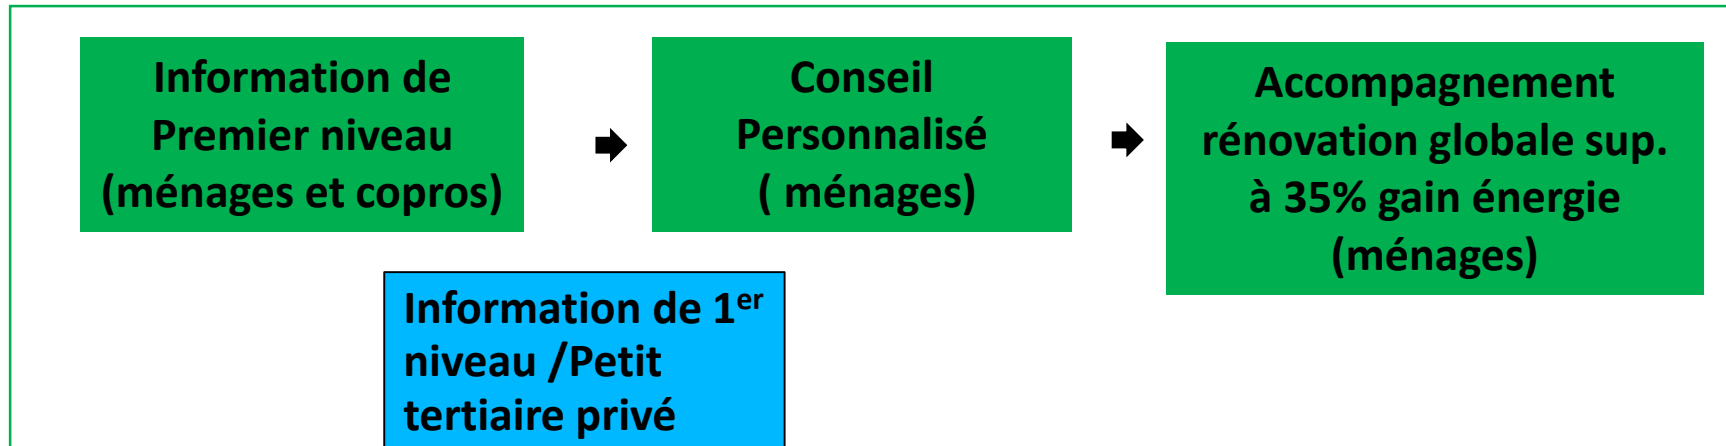 Information de
Premier niveau
(ménages et copros)
Conseil
Personnalisé
( ménages)
Accompagnement
rénovation globale sup.
à 35% gain énergie
(ménages)
Information de 1er
niveau /Petit
tertiaire privé